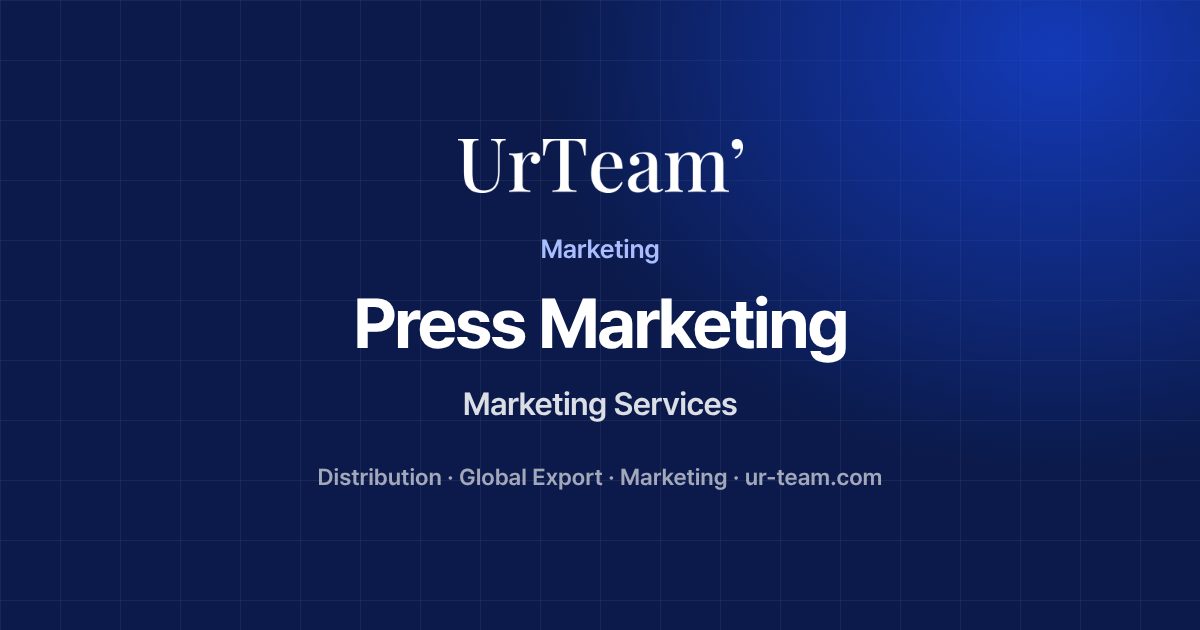 UrTeam’
Marketing
Press Marketing
Marketing Services
Distribution · Global Export · Marketing · ur-team.com